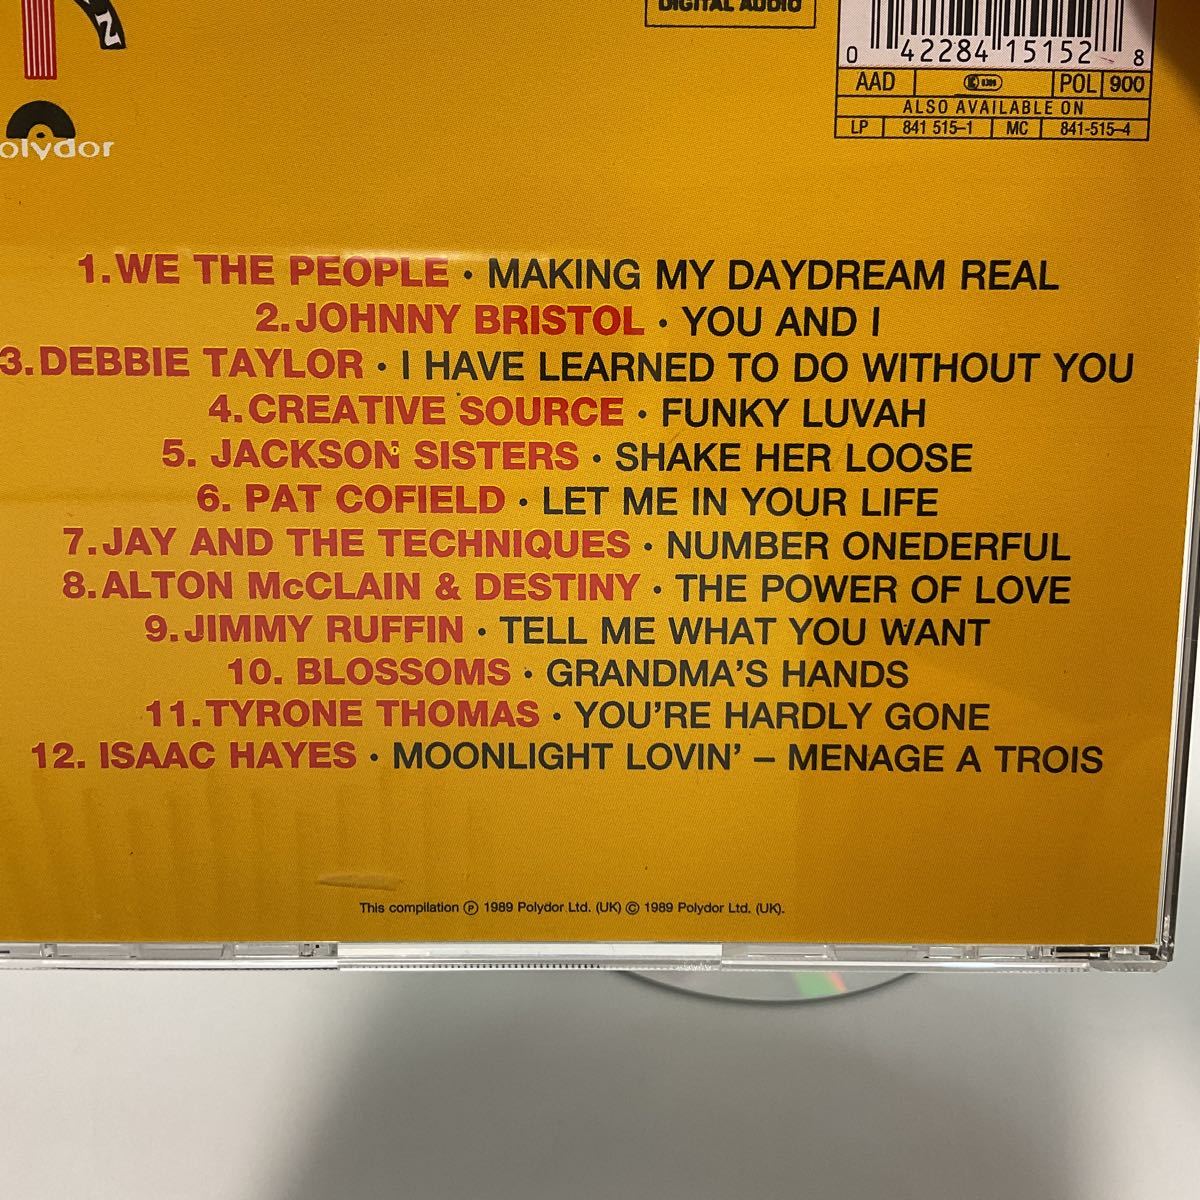 DIGITAL AUDIO
0 42284 15152 8
AAD POL 900
ALSO AVAILABLE ON
LP 841 515-1 MC 841-515-4
N
olydor
1. WE THE PEOPLE · MAKING MY DAYDREAM REAL
2. JOHNNY BRISTOL · YOU AND I
3. DEBBIE TAYLOR · I HAVE LEARNED TO DO WITHOUT YOU
4. CREATIVE SOURCE · FUNKY LUVAH
5. JACKSON SISTERS · SHAKE HER LOOSE
6. PAT COFIELD · LET ME IN YOUR LIFE
7. JAY AND THE TECHNIQUES · NUMBER ONEDERFUL
8. ALTON McCLAIN & DESTINY · THE POWER OF LOVE
9. JIMMY RUFFIN · TELL ME WHAT YOU WANT
10. BLOSSOMS · GRANDMA'S HANDS
11. TYRONE THOMAS · YOU'RE HARDLY GONE
12. ISAAC HAYES · MOONLIGHT LOVIN' – MENAGE A TROIS
This compilation ℗ 1989 Polydor Ltd. (UK) © 1989 Polydor Ltd. (UK).